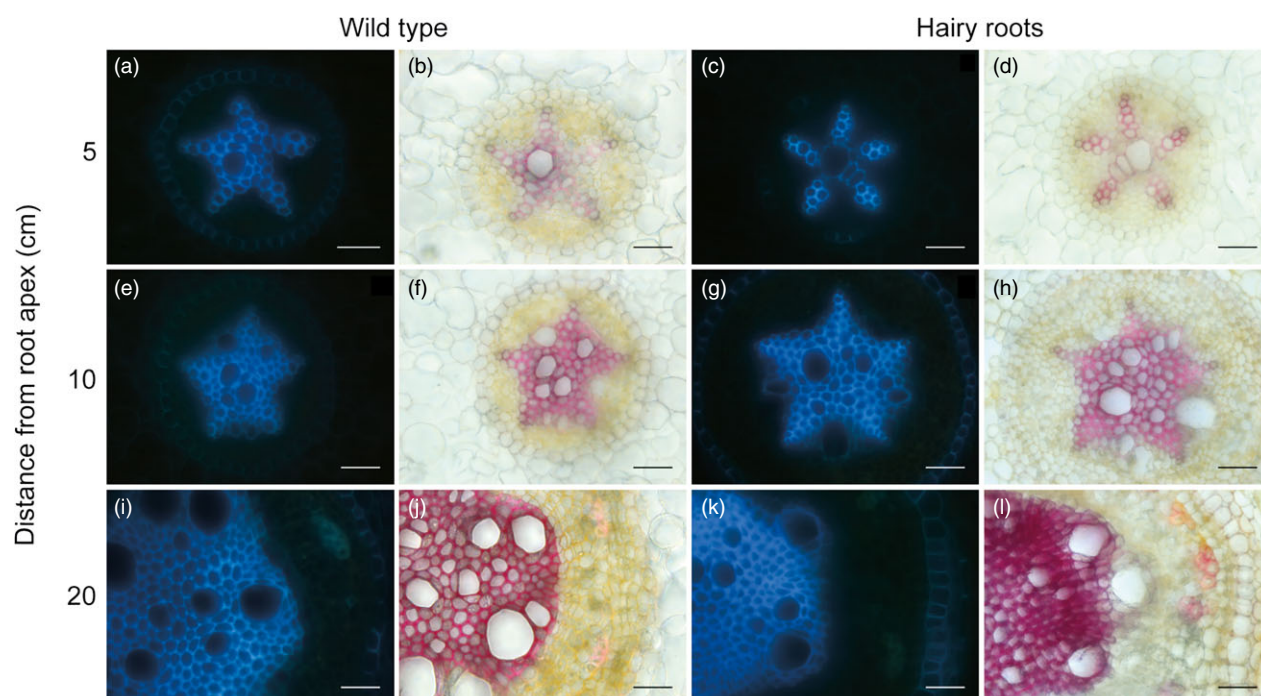 Wild type Hairy roots
(a) (b) (c) (d)
5
(e) (f) (g) (h)
10
Distance from root apex (cm)
(i) (j) (k) (l)
20